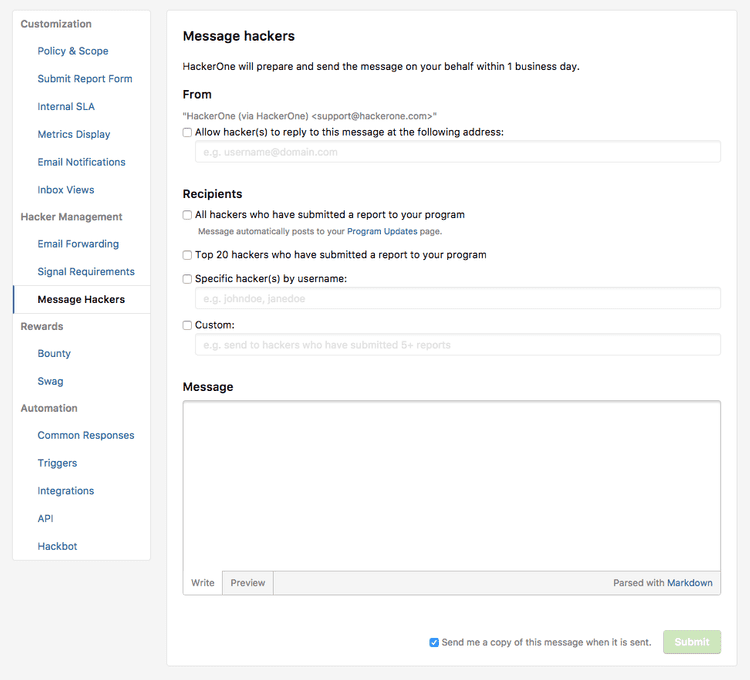 Customization
Policy & Scope
Submit Report Form
Internal SLA
Metrics Display
Email Notifications
Inbox Views
Hacker Management
Email Forwarding
Signal Requirements
Message Hackers
Rewards
Bounty
Swag
Automation
Common Responses
Triggers
Integrations
API
Hackbot
Message hackers
HackerOne will prepare and send the message on your behalf within 1 business day.
From
"HackerOne (via HackerOne) <support@hackerone.com>"
Allow hacker(s) to reply to this message at the following address:
e.g. username@domain.com
Recipients
All hackers who have submitted a report to your program
Message automatically posts to your Program Updates page.
Top 20 hackers who have submitted a report to your program
Specific hacker(s) by username:
e.g. johndoe, janedoe
Custom:
e.g. send to hackers who have submitted 5+ reports
Message
Write Preview Parsed with Markdown
Send me a copy of this message when it is sent. Submit